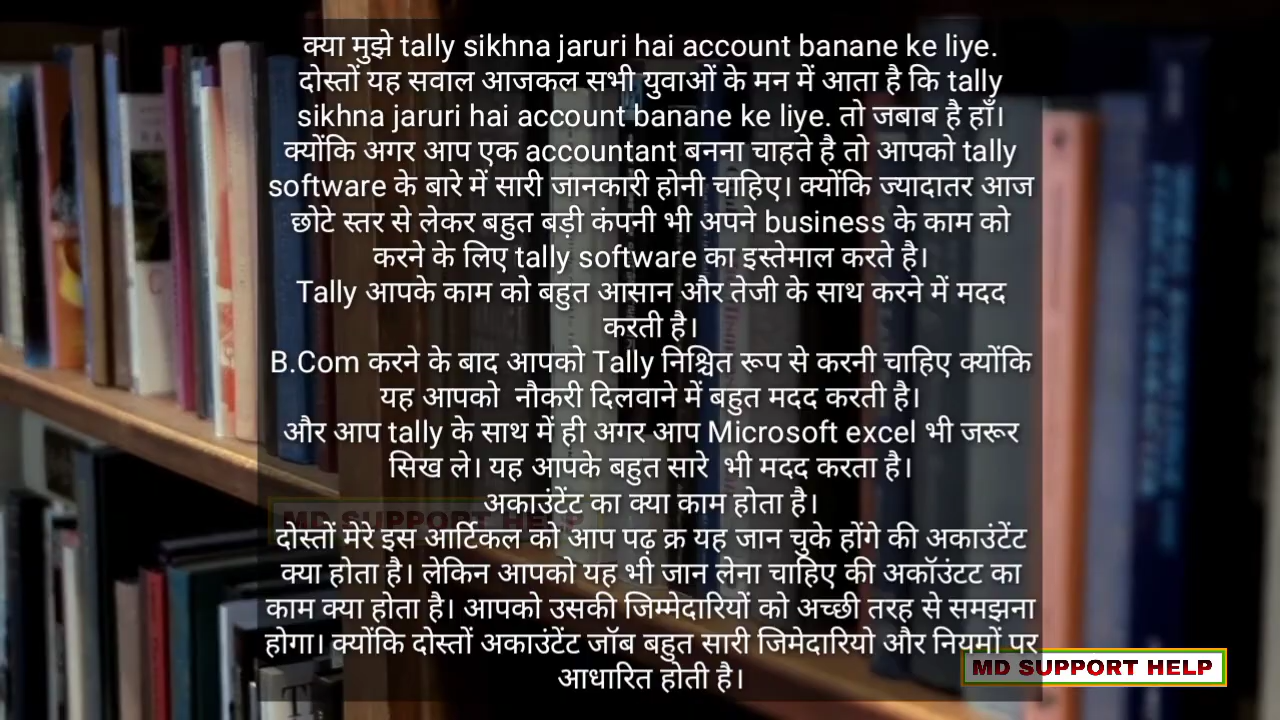 क्या मुझे tally sikhna jaruri hai account banane ke liye.
दोस्तों यह सवाल आजकल सभी युवाओं के मन में आता है कि tally
sikhna jaruri hai account banane ke liye. तो जबाब है हाँ।
क्योंकि अगर आप एक accountant बनना चाहते है तो आपको tally
software के बारे में सारी जानकारी होनी चाहिए। क्योंकि ज्यादातर आज
छोटे स्तर से लेकर बहुत बड़ी कंपनी भी अपने business के काम को
करने के लिए tally software का इस्तेमाल करते है।
Tally आपके काम को बहुत आसान और तेजी के साथ करने में मदद
करती है।
B.Com करने के बाद आपको Tally निश्चित रूप से करनी चाहिए क्योंकि
यह आपको नौकरी दिलवाने में बहुत मदद करती है।
और आप tally के साथ में ही अगर आप Microsoft excel भी जरूर
सिख ले। यह आपके बहुत सारे भी मदद करता है।
अकाउंटेंट का क्या काम होता है।
MD SUPPORT HELP
दोस्तों मेरे इस आर्टिकल को आप पढ़ क्र यह जान चुके होंगे की अकाउंटेंट
क्या होता है। लेकिन आपको यह भी जान लेना चाहिए की अकॉउंटट का
काम क्या होता है। आपको उसकी जिम्मेदारियों को अच्छी तरह से समझना
होगा। क्योंकि दोस्तों अकाउंटेंट जॉब बहुत सारी जिमेदारियो और नियमों पर
आधारित होती है।
MD SUPPORT HELP